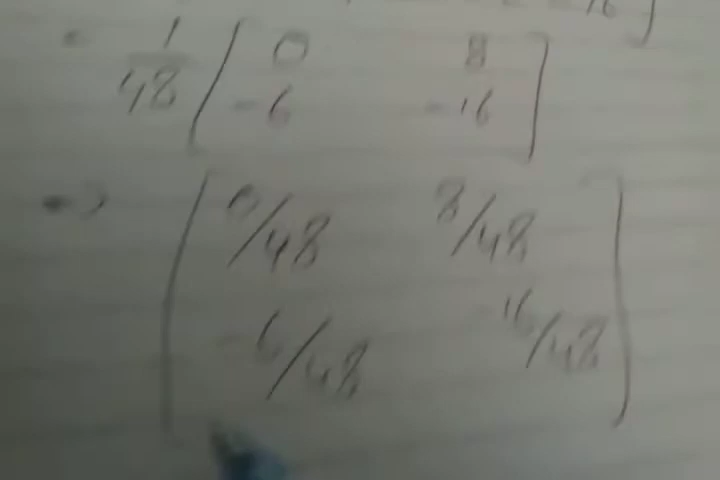 1/48 [ 0 8 ]
[ -6 -16 ]
=> [ 0/48 8/48 ]
[ -6/48 -16/48 ]